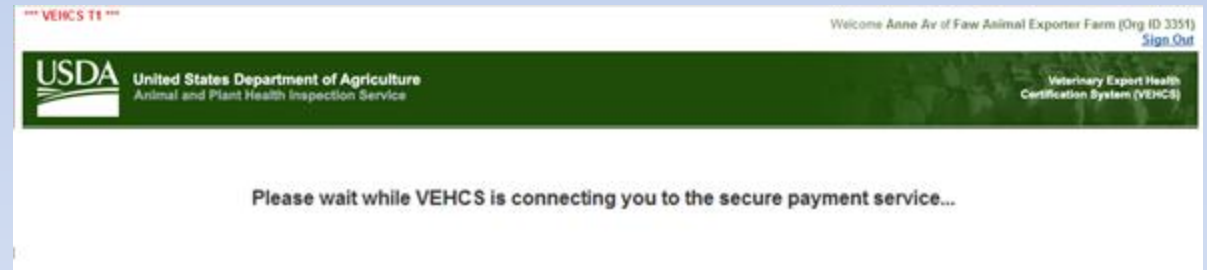 *** VEHCS T1 ***
Welcome Anne Av of Faw Animal Exporter Farm (Org ID 3351)
Sign Out
USDA
United States Department of Agriculture
Animal and Plant Health Inspection Service
Veterinary Export Health
Certification System (VEHCS)
Please wait while VEHCS is connecting you to the secure payment service...